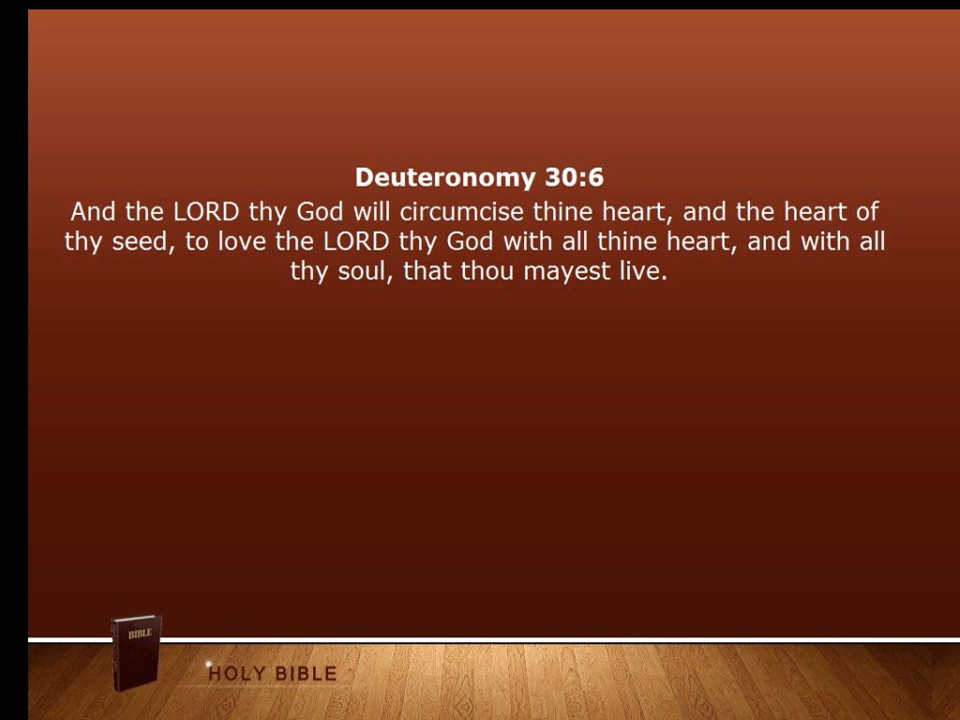 Deuteronomy 30:6
And the LORD thy God will circumcise thine heart, and the heart of
thy seed, to love the LORD thy God with all thine heart, and with all
thy soul, that thou mayest live.
BIBLE
HOLY BIBLE